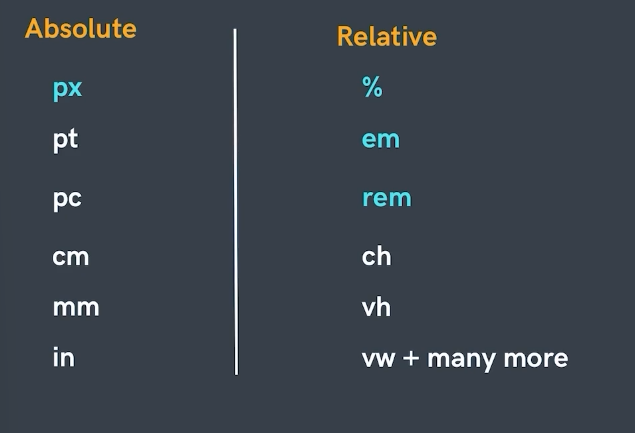 Absolute
px
pt
pc
cm
mm
in
Relative
%
em
rem
ch
vh
vw + many more